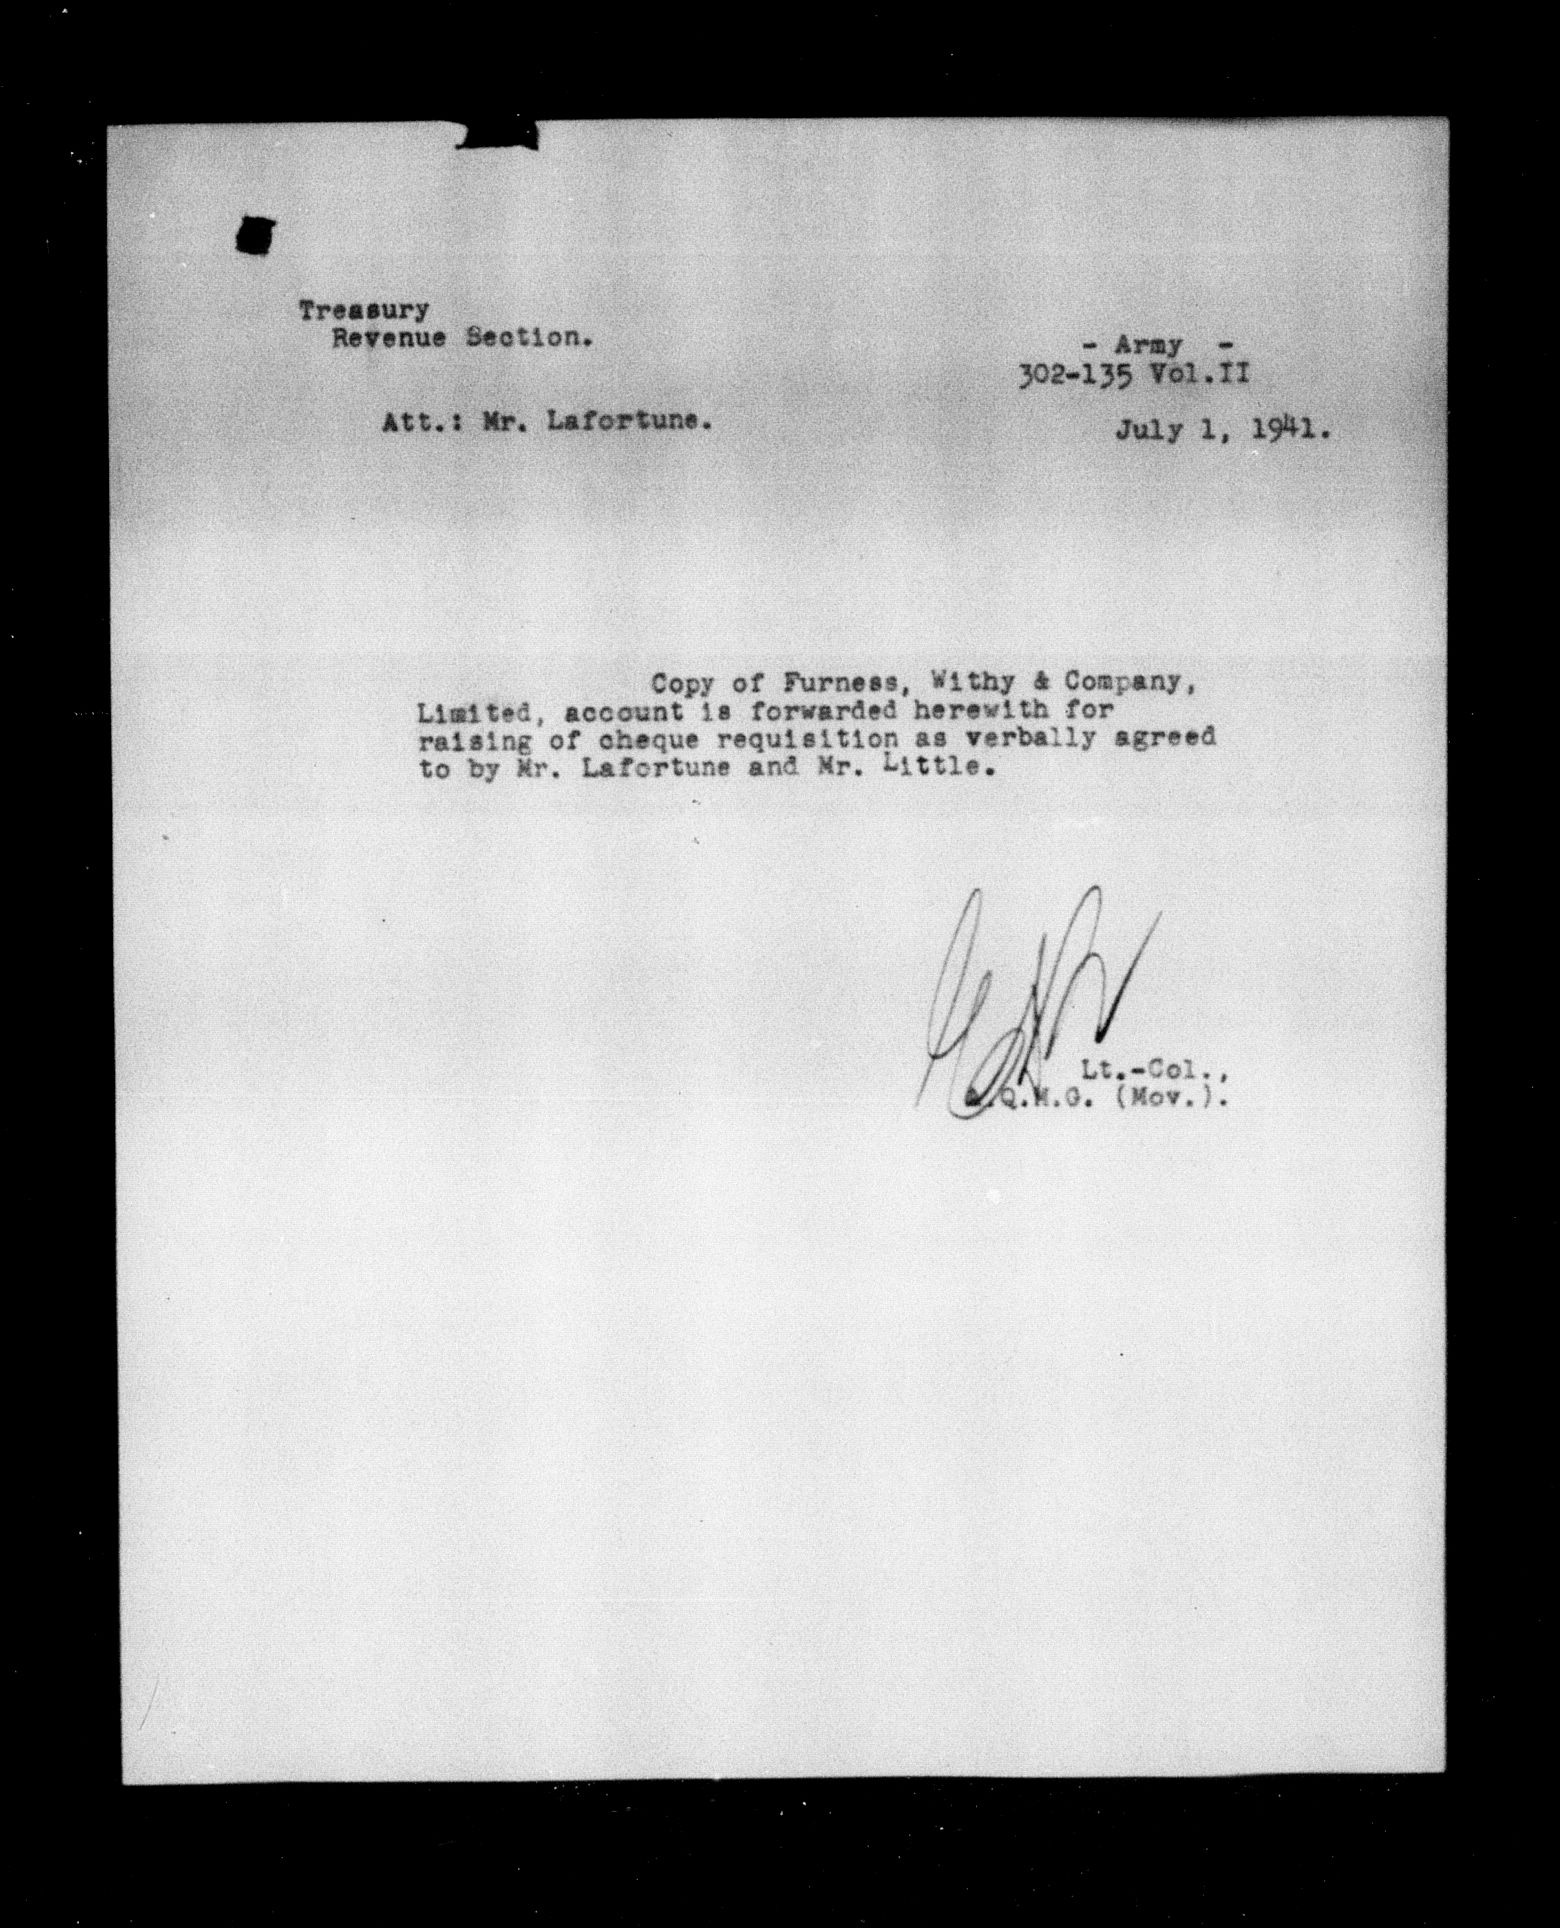 Treasury
Revenue Section.
- Army -
302-135 Vol.II
Att.: Mr. Lafortune.
July 1, 1941.
Copy of Furness, Withy & Company,
Limited, account is forwarded herewith for
raising of cheque requisition as verbally agreed
to by Mr. Lafortune and Mr. Little.
Lt.-Col.,
Q.M.G. (Mov.).